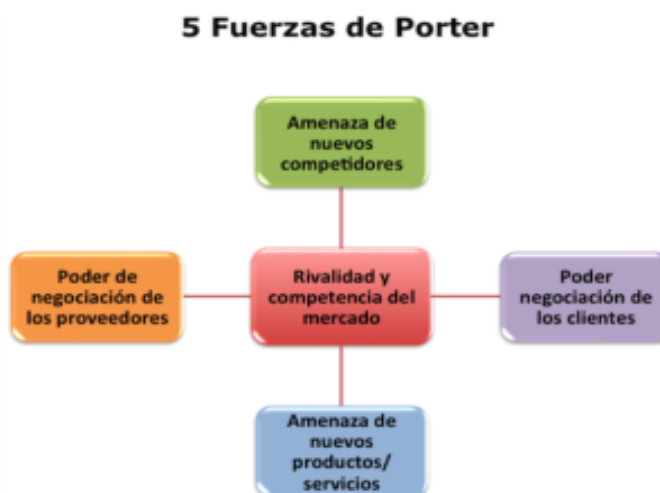 5 Fuerzas de Porter
Amenaza de
nuevos
competidores
Poder de
negociación de
los proveedores
Rivalidad y
competencia del
mercado
Poder
negociación de
los clientes
Amenaza de
nuevos
productos/
servicios